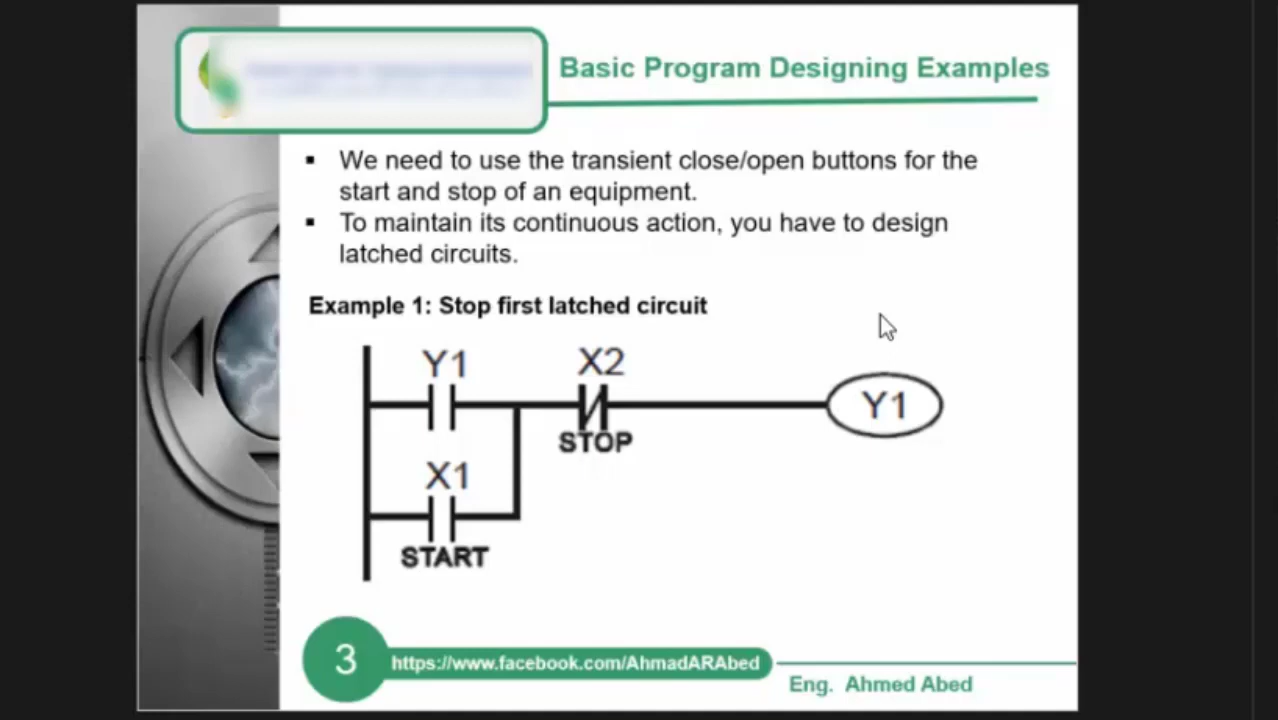 Basic Program Designing Examples
▪ We need to use the transient close/open buttons for the
start and stop of an equipment.
▪ To maintain its continuous action, you have to design
latched circuits.
Example 1: Stop first latched circuit
Y1
X2
Y1
STOP
X1
START
3
https://www.facebook.com/AhmadARAbed
Eng. Ahmed Abed